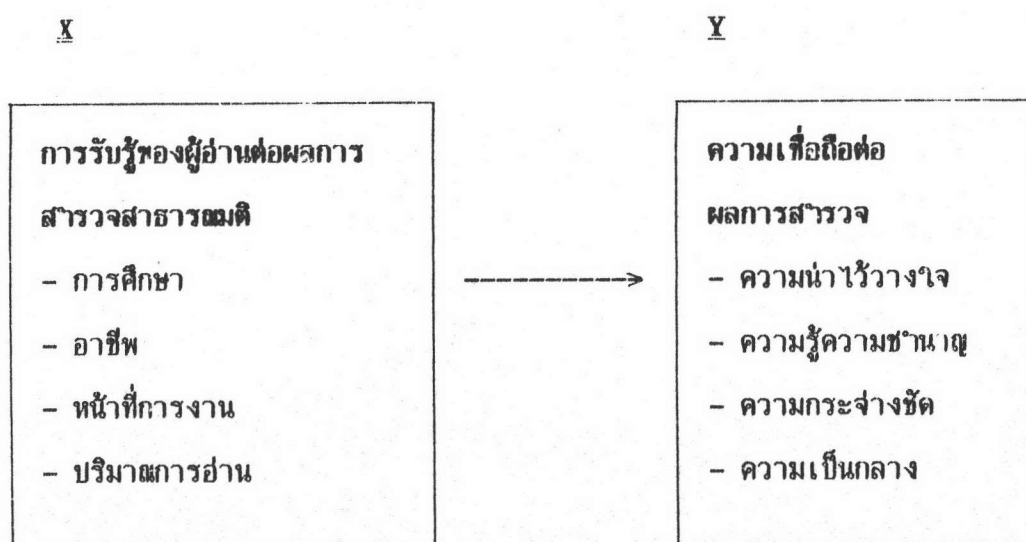 X
Y
การรับรู้ของผู้อ่านต่อผลการ
สำรวจสาธารณมติ
- การศึกษา
- อาชีพ
- หน้าที่การงาน
- ปริมาณการอ่าน
ความเชื่อถือต่อ
ผลการสำรวจ
- ความน่าไว้วางใจ
- ความรู้ความชำนาญ
- ความกระจ่างชัด
- ความเป็นกลาง